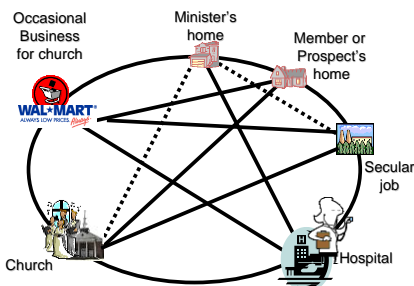 Occasional
Business
for church
Minister's
home
Member or
Prospect's
home
WAL★MART®
ALWAYS LOW PRICES. Always.
Secular
job
Hospital
Church